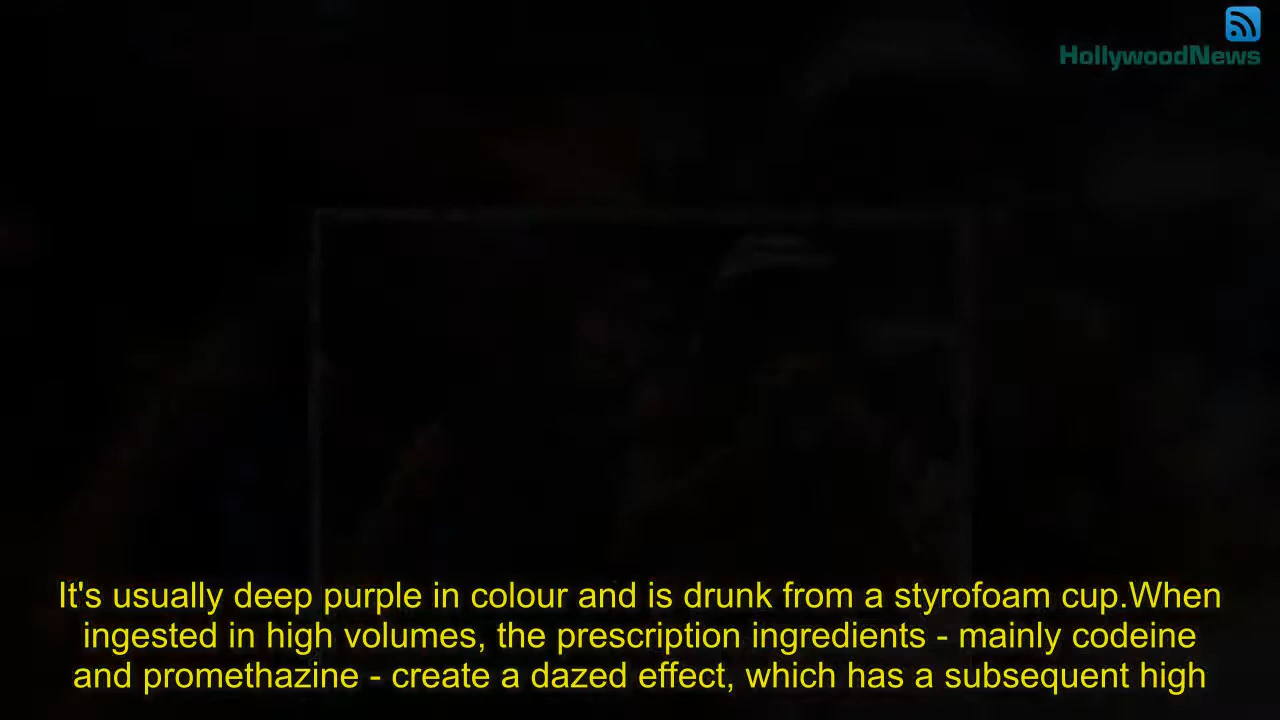 HollywoodNews
It's usually deep purple in colour and is drunk from a styrofoam cup.When
ingested in high volumes, the prescription ingredients - mainly codeine
and promethazine - create a dazed effect, which has a subsequent high